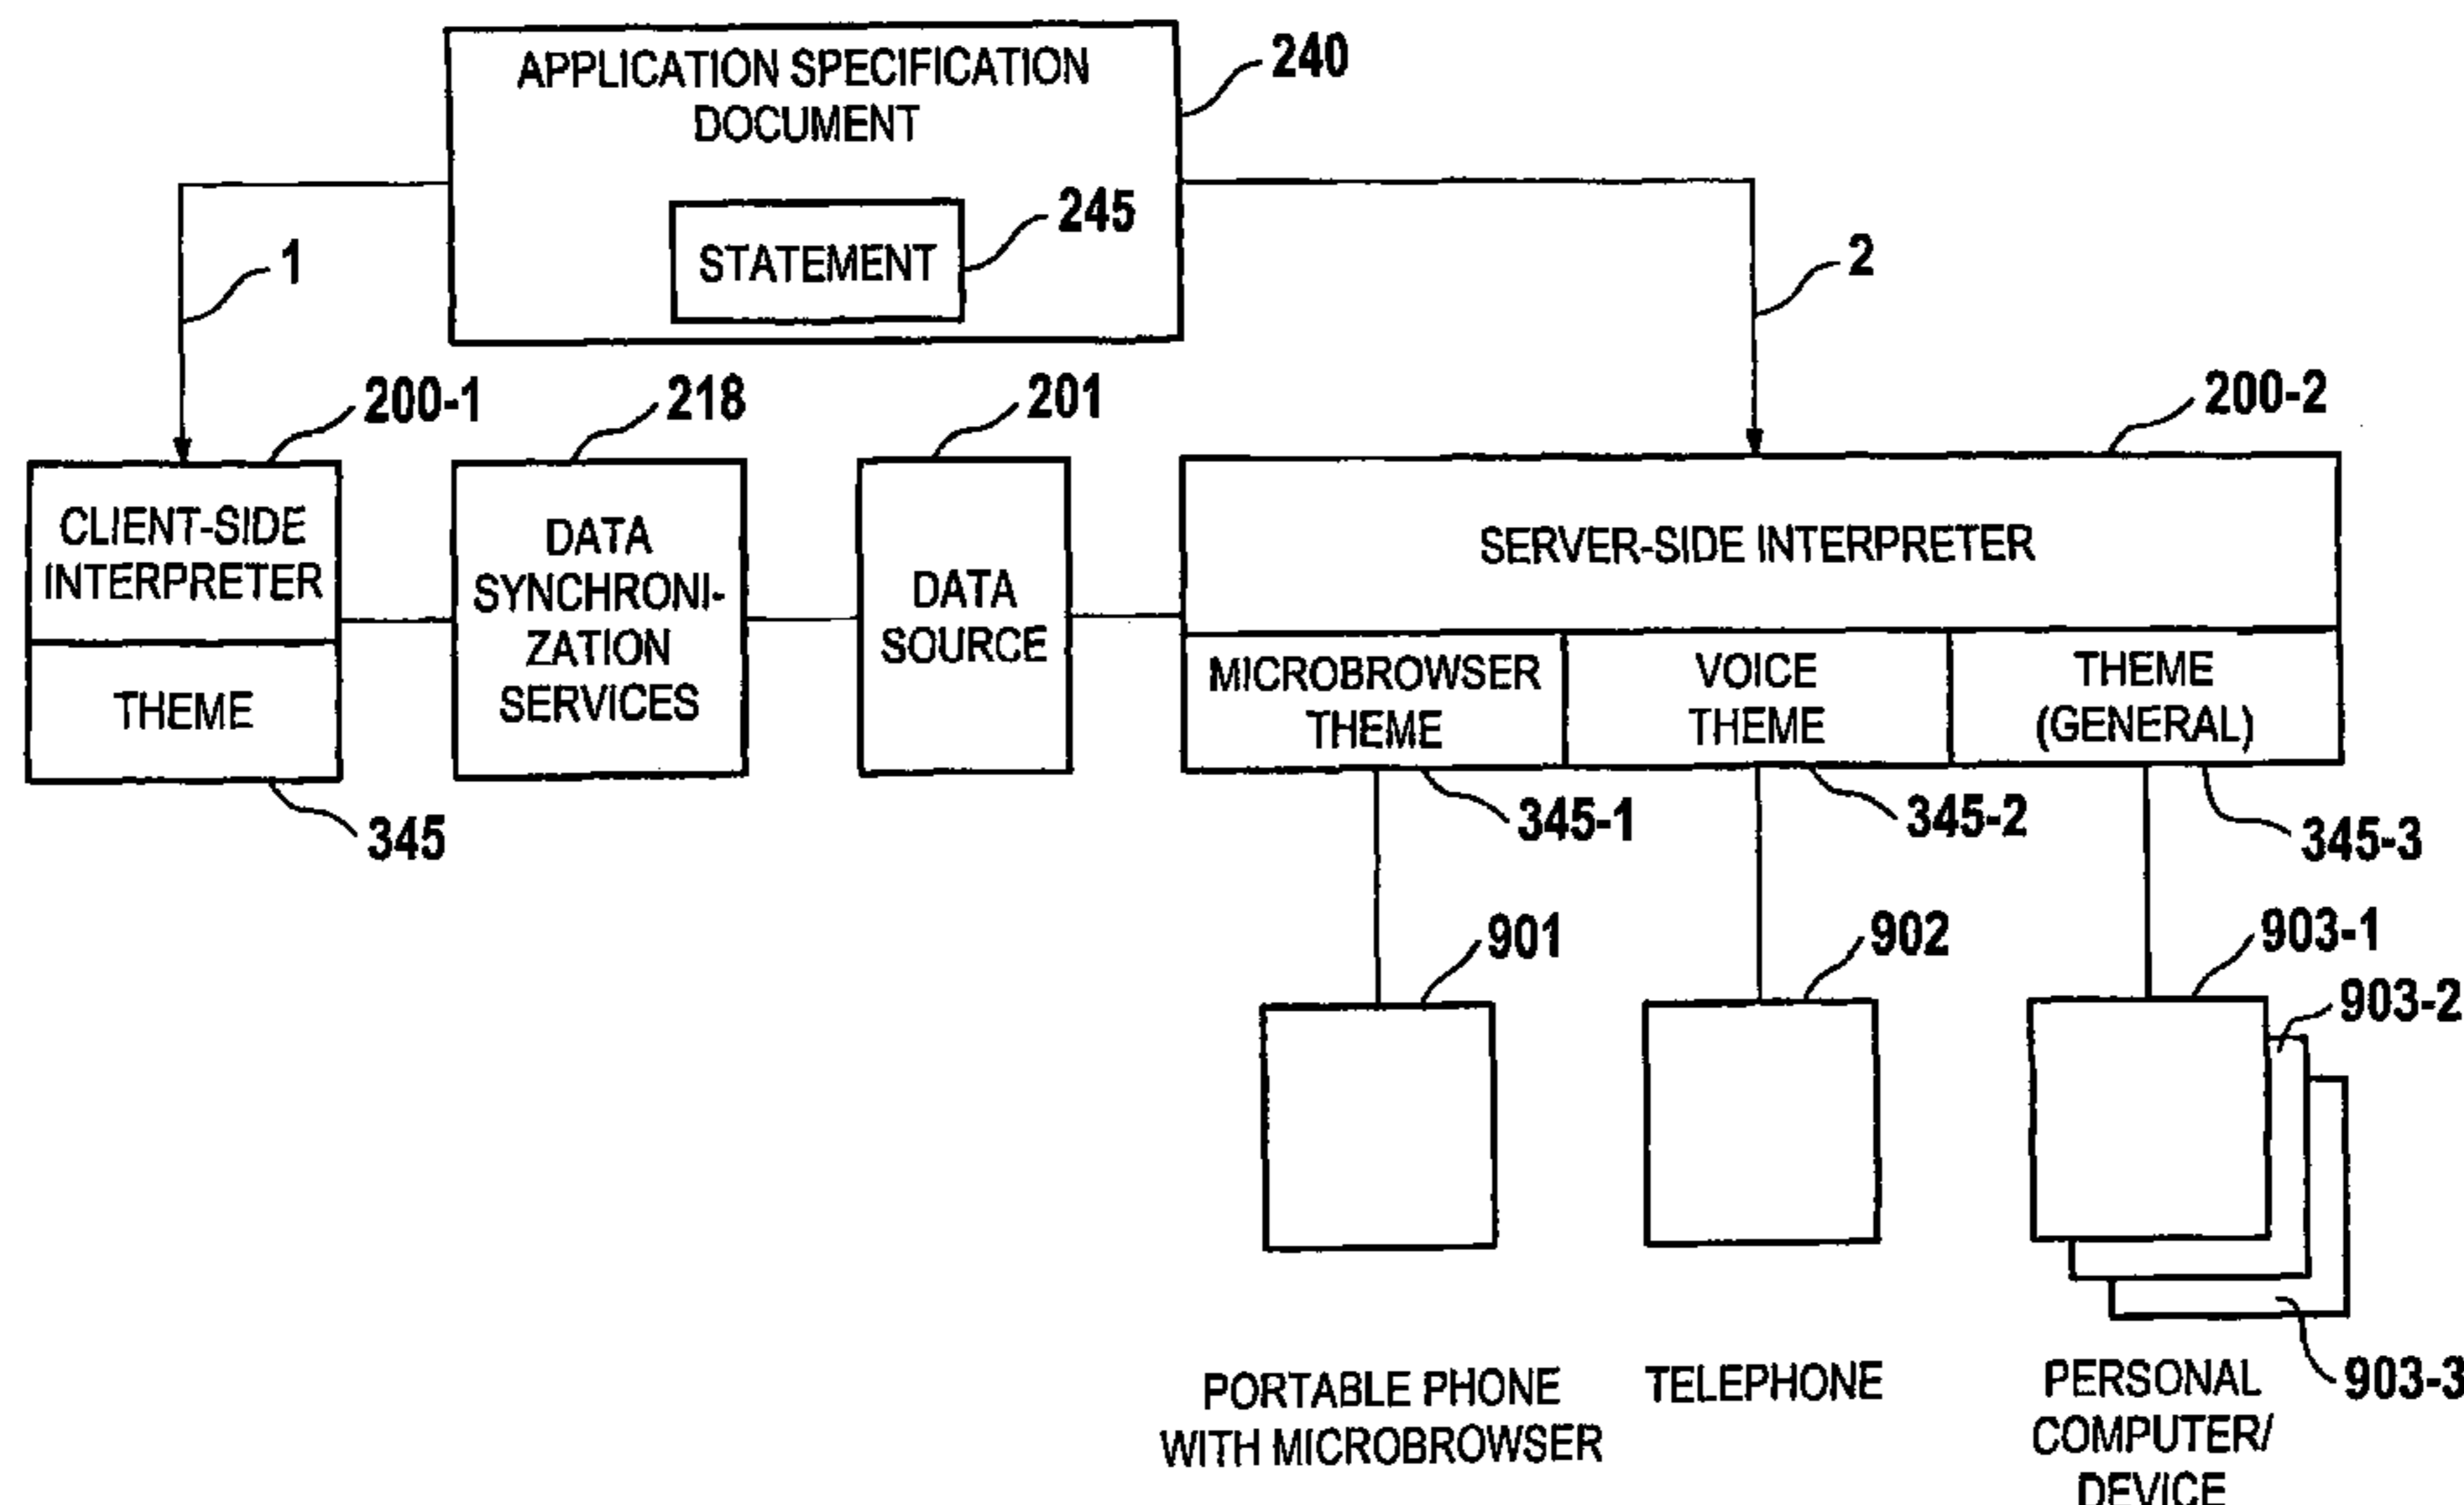 APPLICATION SPECIFICATION
DOCUMENT
240
STATEMENT
245
1
2
200-1
218
201
200-2
CLIENT-SIDE
INTERPRETER
THEME
345
DATA
SYNCHRONI-
ZATION
SERVICES
DATA
SOURCE
SERVER-SIDE INTERPRETER
MICROBROWSER
THEME
VOICE
THEME
THEME
(GENERAL)
345-1
345-2
345-3
901
902
903-1
903-2
903-3
PORTABLE PHONE
WITH MICROBROWSER
TELEPHONE
PERSONAL
COMPUTER/
DEVICE